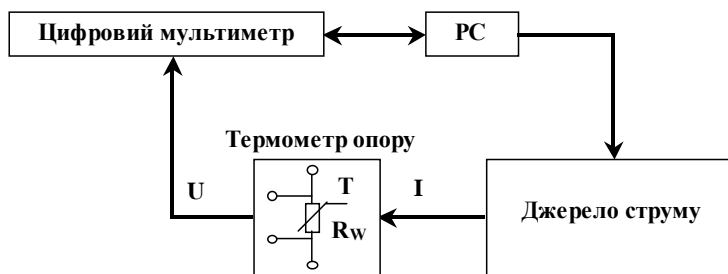 Цифровий мультиметр
PC
Термометр опору
U
T
I
Rw
Джерело струму